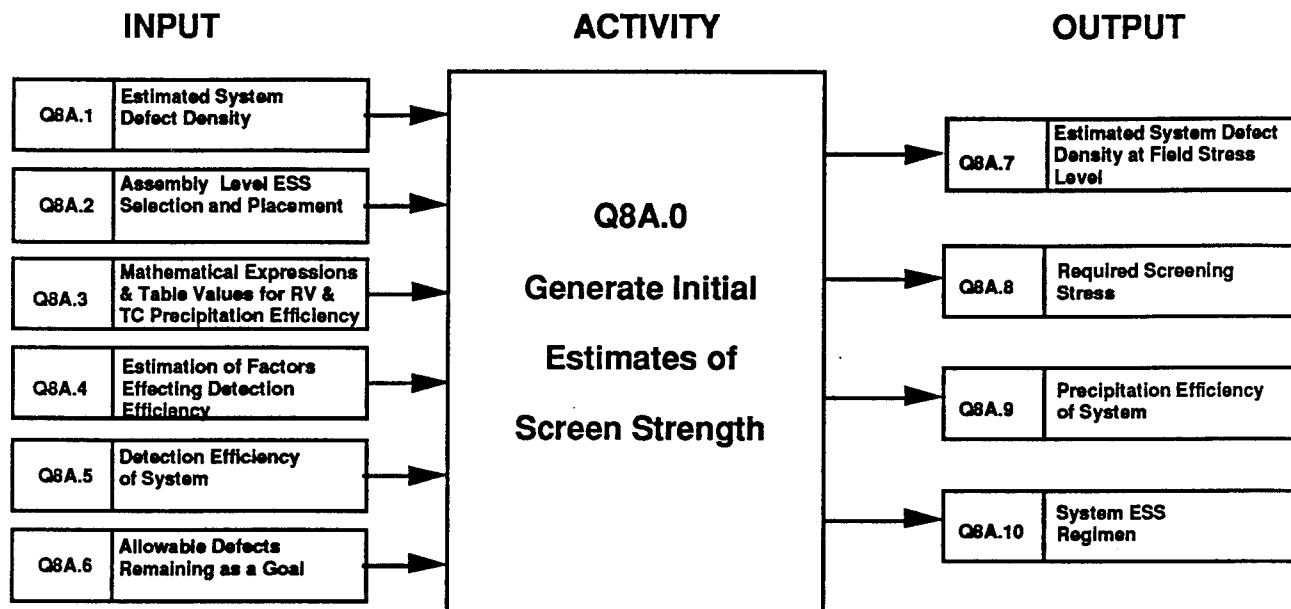 INPUT
ACTIVITY
OUTPUT
Q8A.1
Estimated System
Defect Density
Q8A.2
Assembly Level ESS
Selection and Placement
Q8A.3
Mathematical Expressions
& Table Values for RV &
TC Precipitation Efficiency
Q8A.4
Estimation of Factors
Effecting Detection
Efficiency
Q8A.5
Detection Efficiency
of System
Q8A.6
Allowable Defects
Remaining as a Goal
Q8A.0
Generate Initial
Estimates of
Screen Strength
Q8A.7
Estimated System Defect
Density at Field Stress
Level
Q8A.8
Required Screening
Stress
Q8A.9
Precipitation Efficiency
of System
Q8A.10
System ESS
Regimen